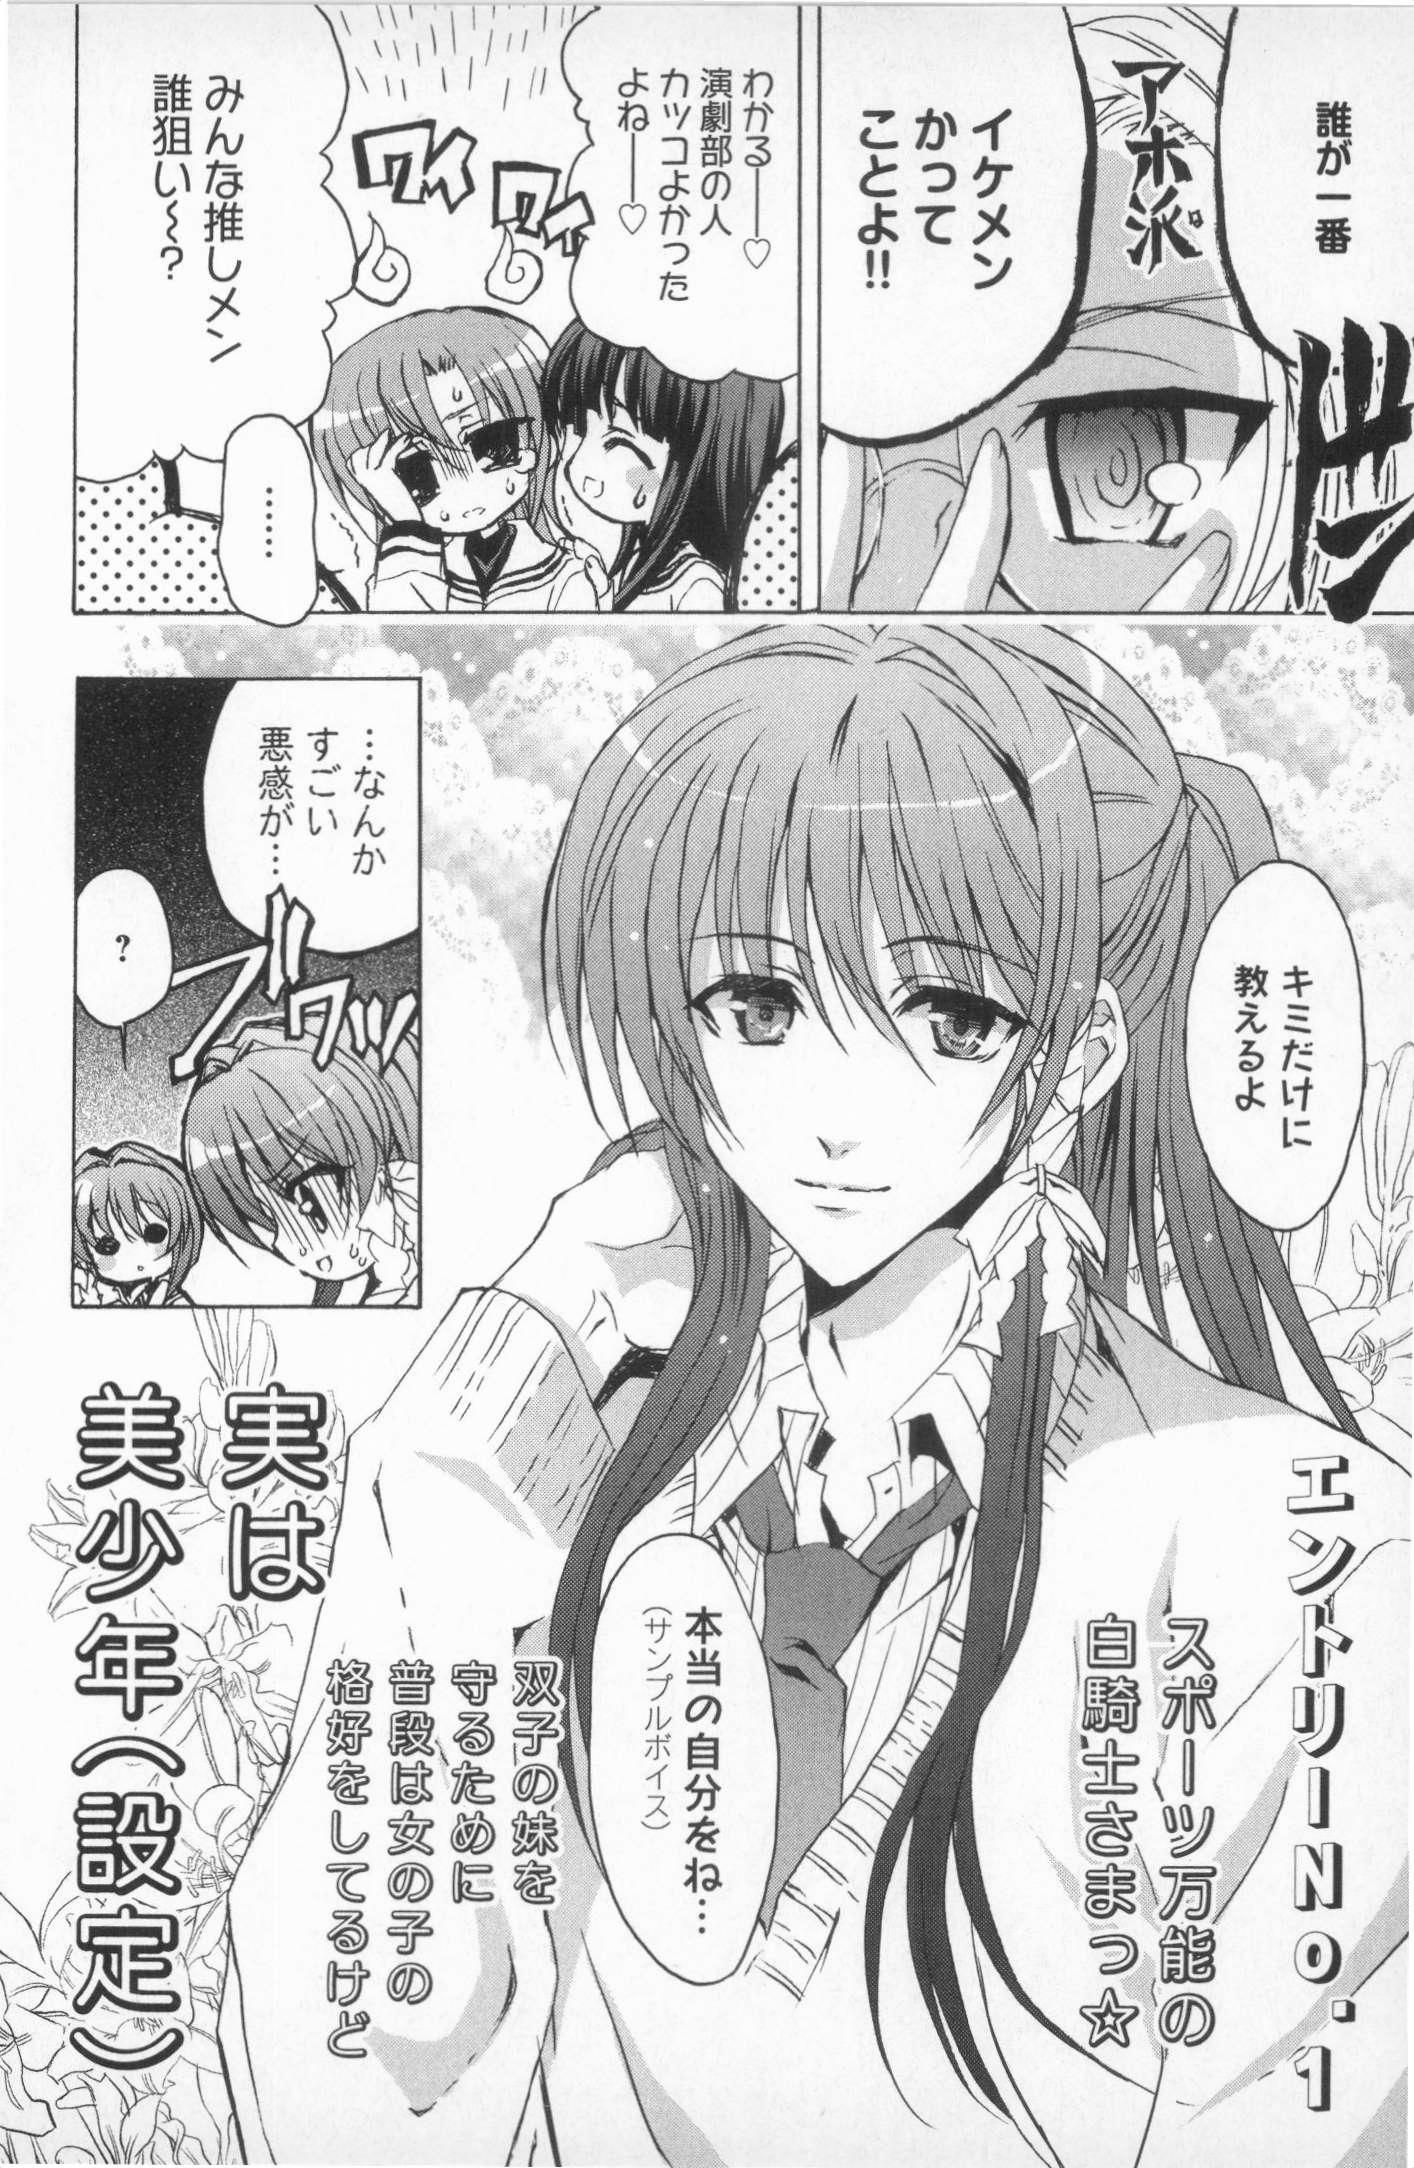 誰が一番
イケメン
かって
ことよ!!
アホ派
は
ドン
わかる――♡
演劇部の人
カッコよかった
よね――♡
ワイ
ワイ
みんな推しメン
誰狙い～?
……
キミだけに
教えるよ
エントリーNo.1
スポーツ万能の
白騎士さまっ☆
本当の自分をね…
(サンプルボイス)
双子の妹を
守るために
普段は女の子の
格好をしてるけど
実は
美少年(設定)
…なんか
すごい
悪感が…
ブワッ
?